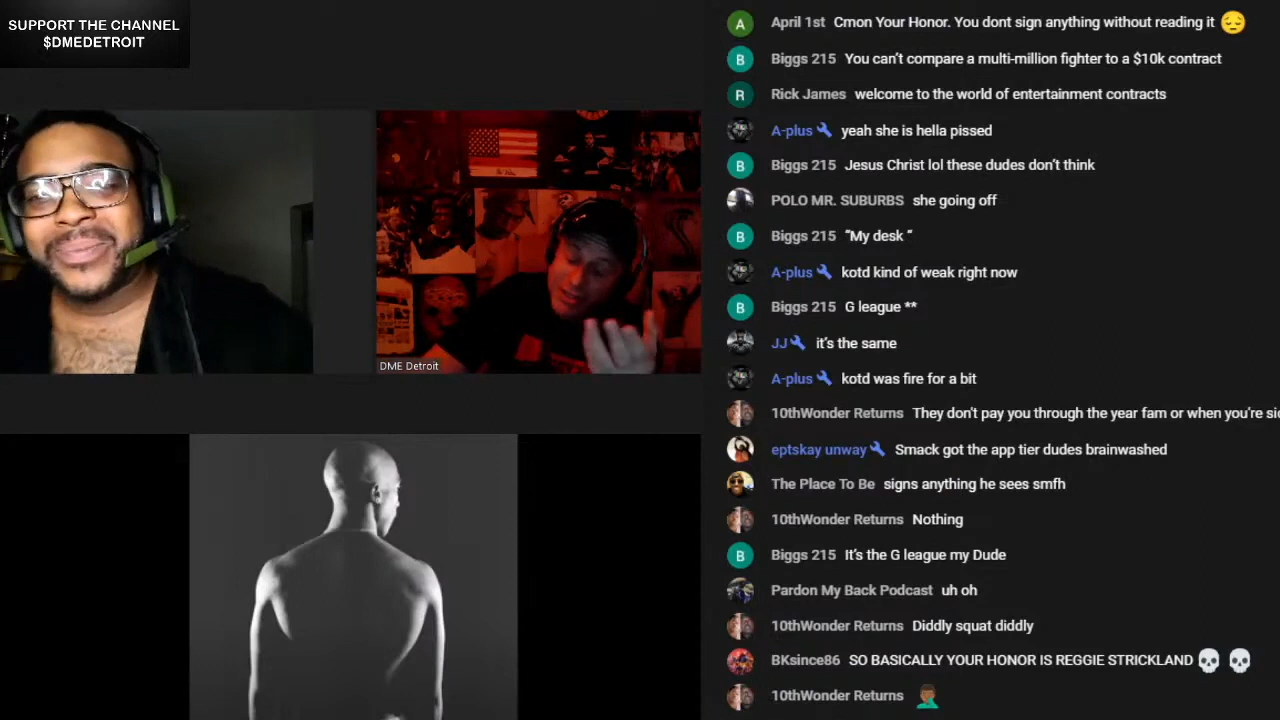 SUPPORT THE CHANNEL
$DMEDETROIT
DME Detroit
A April 1st Cmon Your Honor. You dont sign anything without reading it 😔
B Biggs 215 You can't compare a multi-million fighter to a $10k contract
R Rick James welcome to the world of entertainment contracts
A-plus yeah she is hella pissed
B Biggs 215 Jesus Christ lol these dudes don't think
POLO MR. SUBURBS she going off
B Biggs 215 “My desk ”
A-plus kotd kind of weak right now
B Biggs 215 G league **
JJ it's the same
A-plus kotd was fire for a bit
10thWonder Returns They don't pay you through the year fam or when you're
eptskay unway Smack got the app tier dudes brainwashed
The Place To Be signs anything he sees smfh
10thWonder Returns Nothing
B Biggs 215 It's the G league my Dude
Pardon My Back Podcast uh oh
10thWonder Returns Diddly squat diddly
BKsince86 SO BASICALLY YOUR HONOR IS REGGIE STRICKLAND 💀 💀
10thWonder Returns 🤦🏾‍♂️